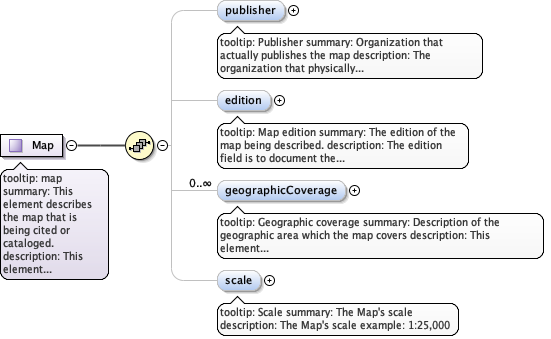 publisher
tooltip: Publisher summary: Organization that
actually publishes the map description: The
organization that physically...
edition
tooltip: Map edition summary: The edition of the
map being described. description: The edition
field is to document the...
Map
tooltip: map
summary: This
element describes
the map that is
being cited or
cataloged.
description: This
element...
0..∞
geographicCoverage
tooltip: Geographic coverage summary: Description of the
geographic area which the map covers description: This
element...
scale
tooltip: Scale summary: The Map's scale
description: The Map's scale example: 1:25,000